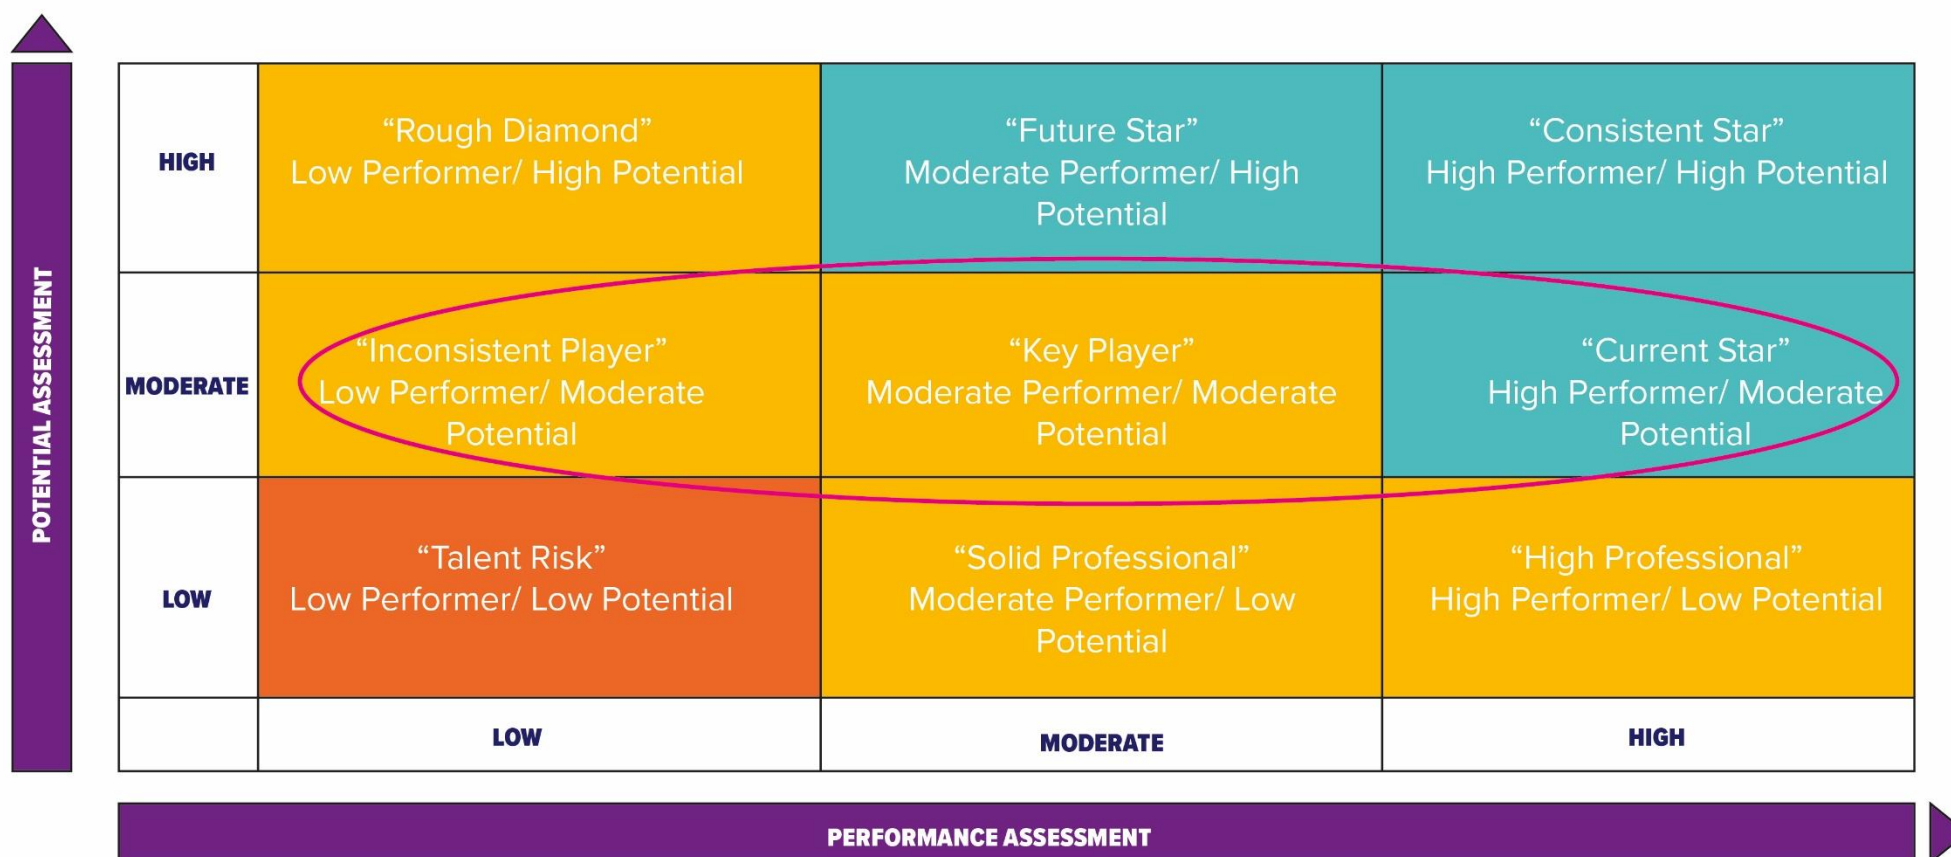 POTENTIAL ASSESSMENT
HIGH
“Rough Diamond”
Low Performer/ High Potential
“Future Star”
Moderate Performer/ High
Potential
“Consistent Star”
High Performer/ High Potential
MODERATE
“Inconsistent Player”
Low Performer/ Moderate
Potential
“Key Player”
Moderate Performer/ Moderate
Potential
“Current Star”
High Performer/ Moderate
Potential
LOW
“Talent Risk”
Low Performer/ Low Potential
“Solid Professional”
Moderate Performer/ Low
Potential
“High Professional”
High Performer/ Low Potential
LOW
MODERATE
HIGH
PERFORMANCE ASSESSMENT